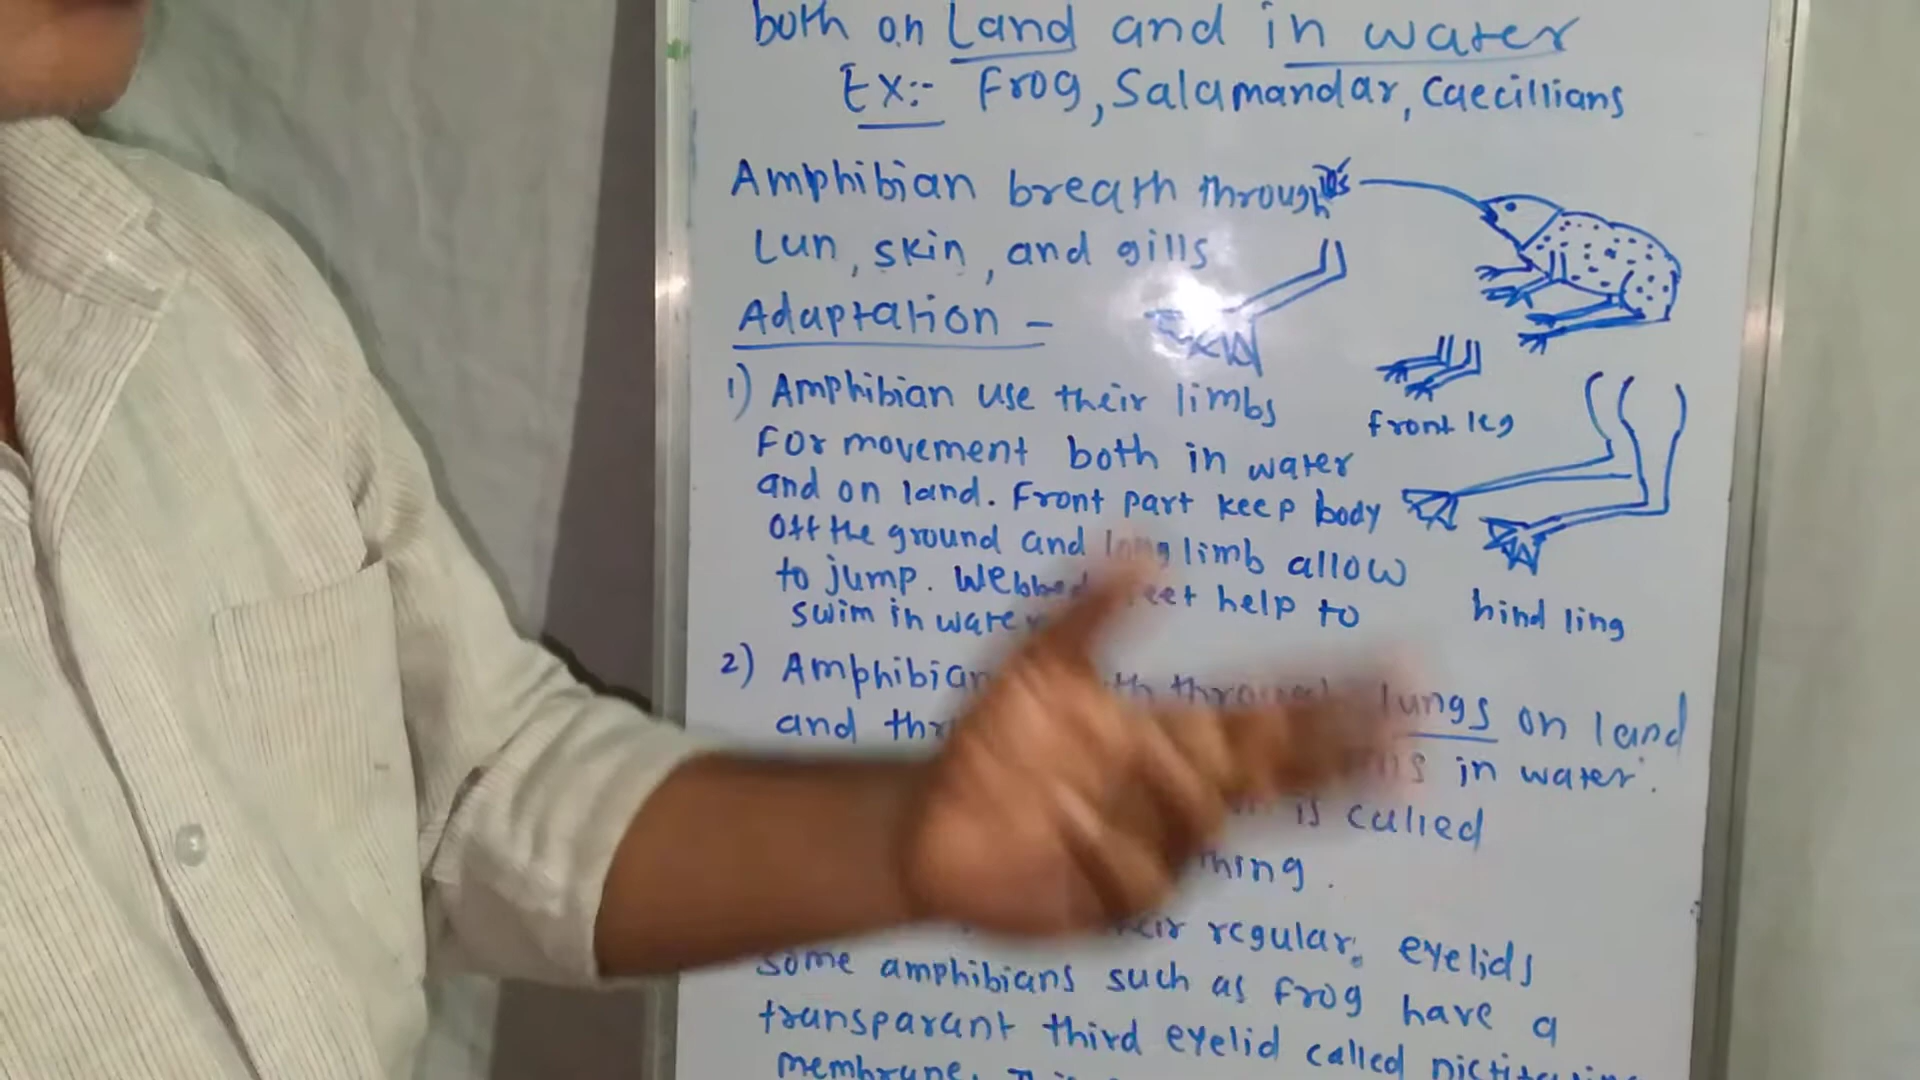 both on Land and in water
Ex:- Frog, Salamandar, Caecillians
Amphibian breath through
Lun, skin, and gills
Adaptation -
1) Amphibian use their limbs
For movement both in water
and on land. Front part keep body
off the ground and long limb allow
to jump. Webbed feet help to
swim in water
front leg
hind ling
2) Amphibian through lungs on land
and in water.
is called
regular eyelids
Some amphibians such as frog have a
transparant third eyelid called
membrane.